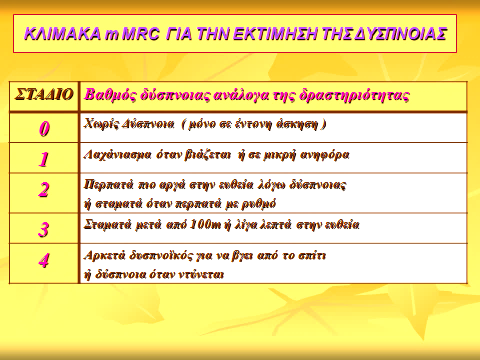 ΚΛΙΜΑΚΑ m MRC ΓΙΑ ΤΗΝ ΕΚΤΙΜΗΣΗ ΤΗΣ ΔΥΣΠΝΟΙΑΣ
ΣΤΑΔΙΟ Βαθμός δύσπνοιας ανάλογα της δραστηριότητας
0 Χωρίς Δύσπνοια ( μόνο σε έντονη άσκηση )
1 Λαχάνιασμα όταν βιάζεται ή σε μικρή ανηφόρα
2 Περπατά πιο αργά στην ευθεία λόγω δύσπνοιας
ή σταματά όταν περπατά με ρυθμό
3 Σταματά μετά από 100m ή λίγα λεπτά στην ευθεία
4 Αρκετά δυσπνοϊκός για να βγει από το σπίτι
ή δύσπνοια όταν ντύνεται